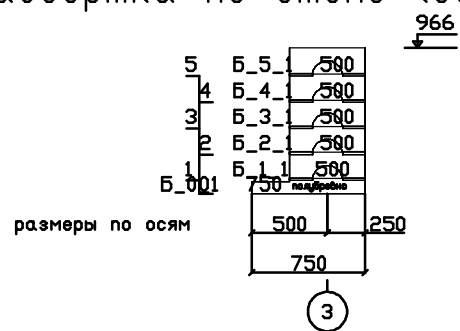 966
5 Б_5_1 500
4 Б_4_1 500
3 Б_3_1 500
2 Б_2_1 500
1 Б_1_1 500
Б_001 750 полубревно
размеры по осям 500 250
750
3